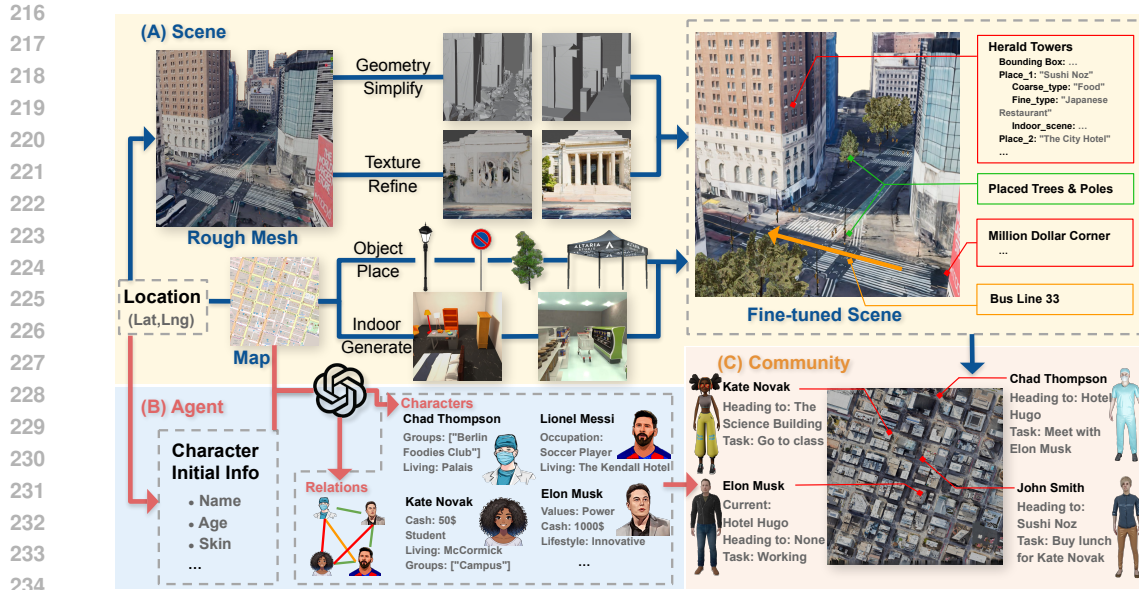 216
217
218
219
220
221
222
223
224
225
226
227
228
229
230
231
232
233
234
(A) Scene
Geometry
Simplify
Texture
Refine
Rough Mesh
Object
Place
ALTARIA
Location
(Lat,Lng)
Map
Indoor
Generate
Herald Towers
Bounding Box: ...
Place_1: "Sushi Noz"
Coarse_type: "Food"
Fine_type: "Japanese
Restaurant"
Indoor_scene: ...
Place_2: "The City Hotel"
...
Placed Trees & Poles
Million Dollar Corner
...
Bus Line 33
Fine-tuned Scene
(B) Agent
Character
Initial Info
• Name
• Age
• Skin
...
Characters
Chad Thompson
Groups: ["Berlin
Foodies Club"]
Living: Palais
Lionel Messi
Occupation:
Soccer Player
Living: The Kendall Hotel
Relations
Kate Novak
Cash: 50$
Student
Living: McCormick
Groups: ["Campus"]
Elon Musk
Values: Power
Cash: 1000$
Lifestyle: Innovative
...
(C) Community
Kate Novak
Heading to: The
Science Building
Task: Go to class
Chad Thompson
Heading to: Hotel
Hugo
Task: Meet with
Elon Musk
Elon Musk
Current:
Hotel Hugo
Heading to: None
Task: Working
John Smith
Heading to:
Sushi Noz
Task: Buy lunch
for Kate Novak